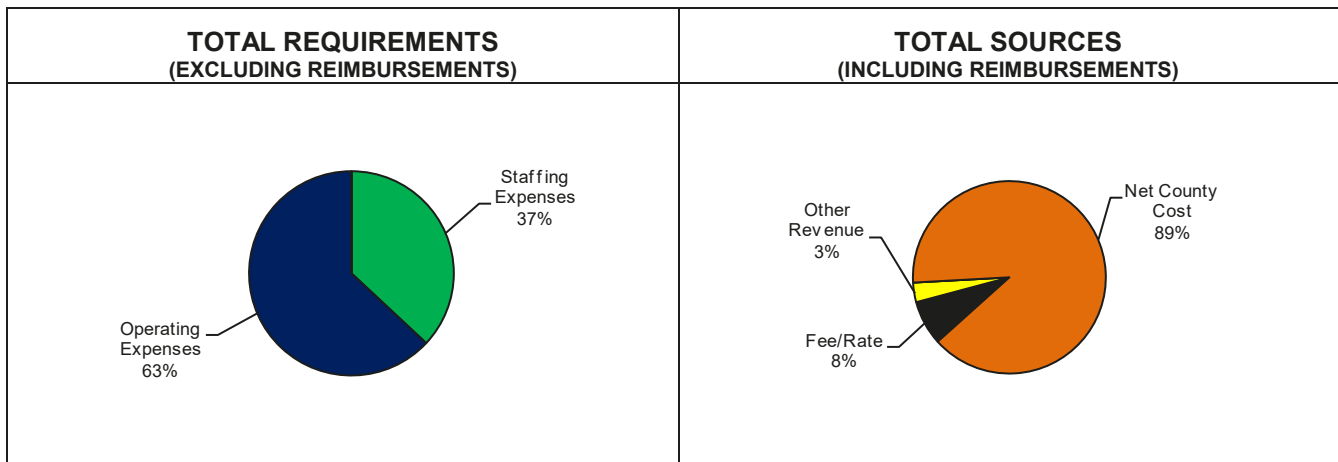 TOTAL REQUIREMENTS
(EXCLUDING REIMBURSEMENTS)
Staffing
Expenses
37%
Operating
Expenses
63%
TOTAL SOURCES
(INCLUDING REIMBURSEMENTS)
Net County
Cost
89%
Other
Revenue
3%
Fee/Rate
8%